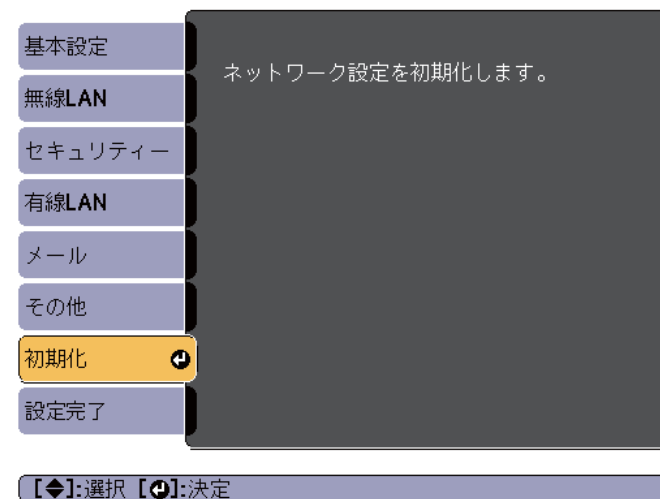 基本設定
無線LAN
セキュリティー
有線LAN
メール
その他
初期化
設定完了
ネットワーク設定を初期化します。
[◆]:選択 [⏎]:決定